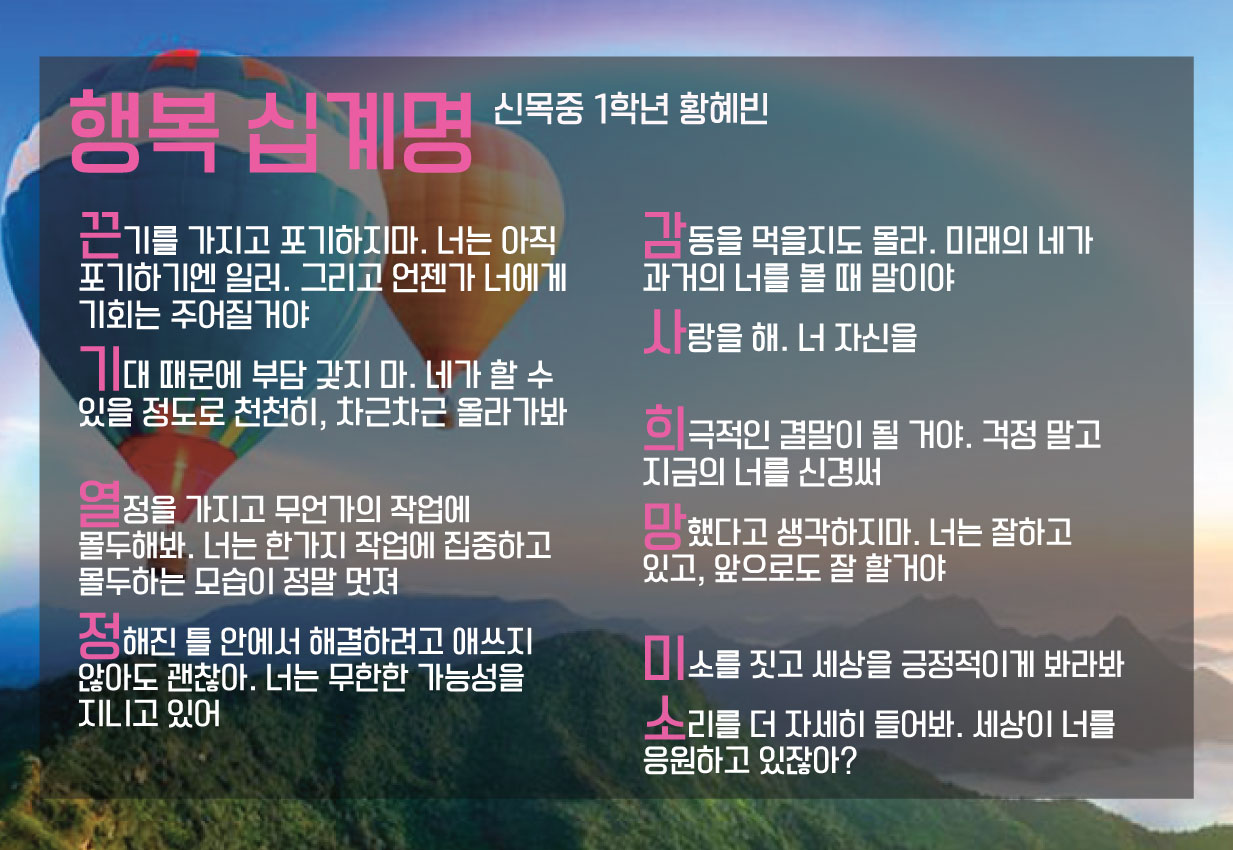 행복 십계명 신목중 1학년 황혜빈
끈기를 가지고 포기하지마. 너는 아직
포기하기엔 일러. 그리고 언젠가 너에게
기회는 주어질거야
기대 때문에 부담 갖지 마. 네가 할 수
있을 정도로 천천히, 차근차근 올라가봐
열정을 가지고 무언가의 작업에
몰두해봐. 너는 한가지 작업에 집중하고
몰두하는 모습이 정말 멋져
정해진 틀 안에서 해결하려고 애쓰지
않아도 괜찮아. 너는 무한한 가능성을
지니고 있어
감동을 먹을지도 몰라. 미래의 네가
과거의 너를 볼 때 말이야
사랑을 해. 너 자신을
희극적인 결말이 될 거야. 걱정 말고
지금의 너를 신경써
망했다고 생각하지마. 너는 잘하고
있고, 앞으로도 잘 할거야
미소를 짓고 세상을 긍정적이게 봐라봐
소리를 더 자세히 들어봐. 세상이 너를
응원하고 있잖아?